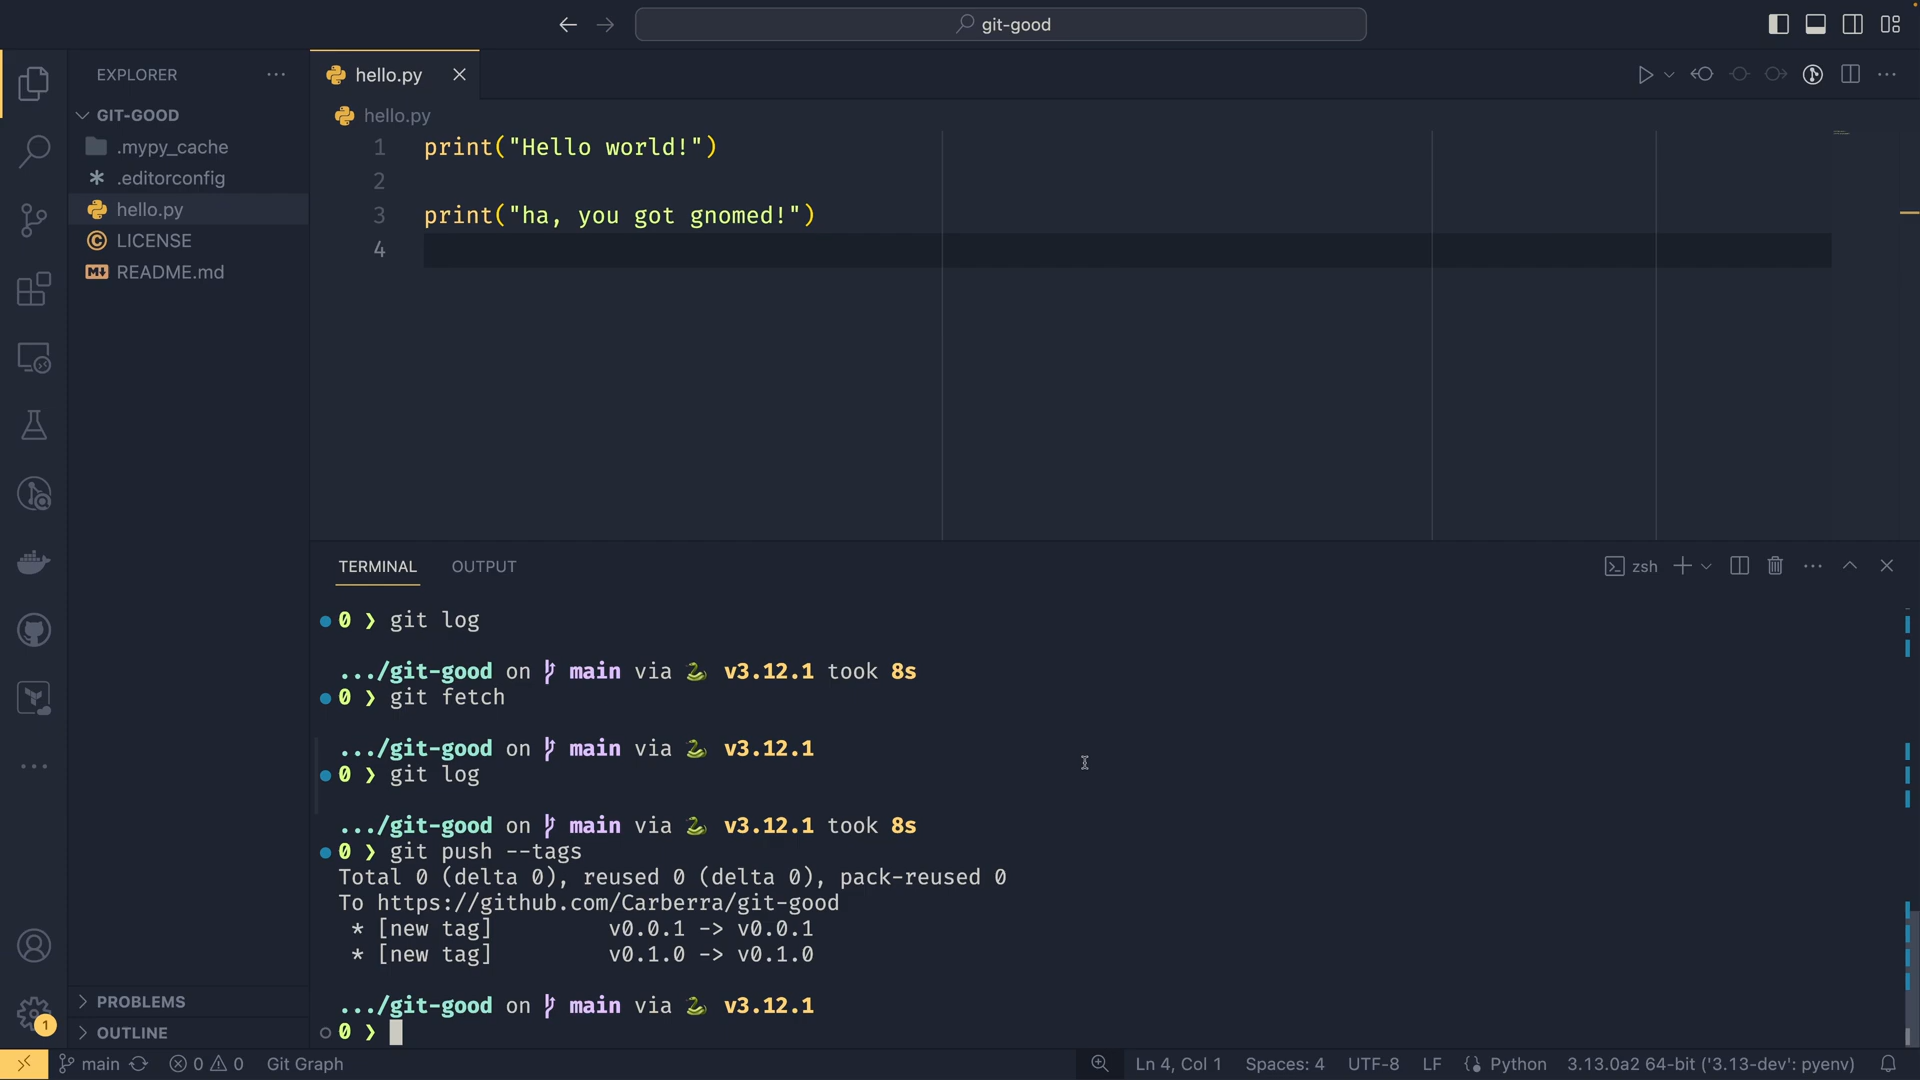 git-good
EXPLORER
hello.py
GIT-GOOD
.mypy_cache
.editorconfig
hello.py
LICENSE
README.md
hello.py
1 print("Hello world!")
2
3 print("ha, you got gnomed!")
4
TERMINAL OUTPUT
zsh
0 ❯ git log
.../git-good on main via v3.12.1 took 8s
0 ❯ git fetch
.../git-good on main via v3.12.1
0 ❯ git log
.../git-good on main via v3.12.1 took 8s
0 ❯ git push --tags
Total 0 (delta 0), reused 0 (delta 0), pack-reused 0
To https://github.com/Carberra/git-good
* [new tag] v0.0.1 -> v0.0.1
* [new tag] v0.1.0 -> v0.1.0
.../git-good on main via v3.12.1
0 ❯
PROBLEMS
OUTLINE
1
main 0 0 Git Graph
Ln 4, Col 1 Spaces: 4 UTF-8 LF Python 3.13.0a2 64-bit ('3.13-dev': pyenv)